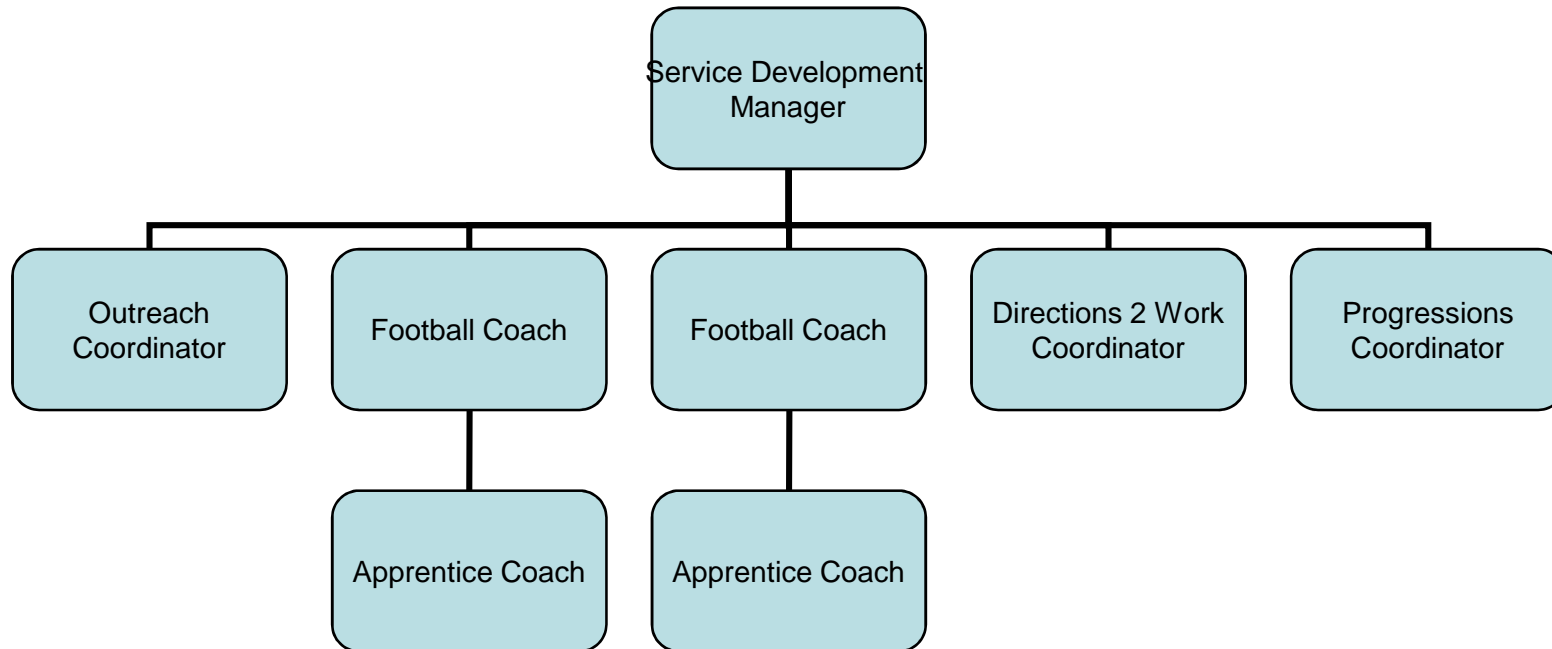 Service Development
Manager
Outreach
Coordinator
Football Coach
Football Coach
Directions 2 Work
Coordinator
Progressions
Coordinator
Apprentice Coach
Apprentice Coach